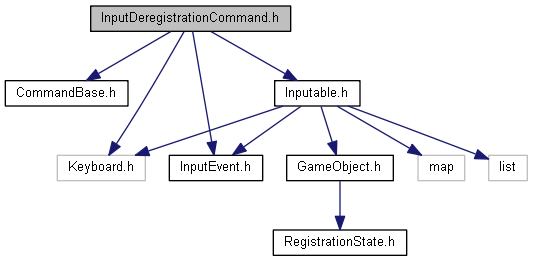 InputDeregistrationCommand.h
CommandBase.h
Inputable.h
Keyboard.h
InputEvent.h
GameObject.h
map
list
RegistrationState.h